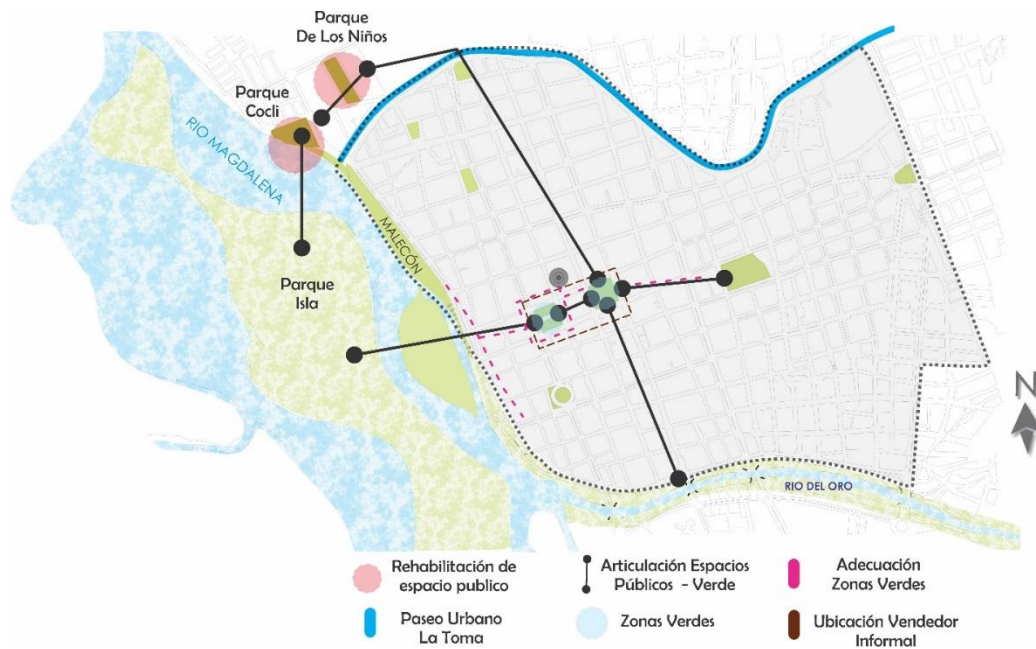 Parque
De Los Niños
Parque
Cocli
RIO MAGDALENA
MALECÓN
Parque
Isla
N
RIO DEL ORO
Rehabilitación de
espacio publico
Articulación Espacios
Públicos - Verde
Adecuación
Zonas Verdes
Paseo Urbano
La Toma
Zonas Verdes
Ubicación Vendedor
Informal